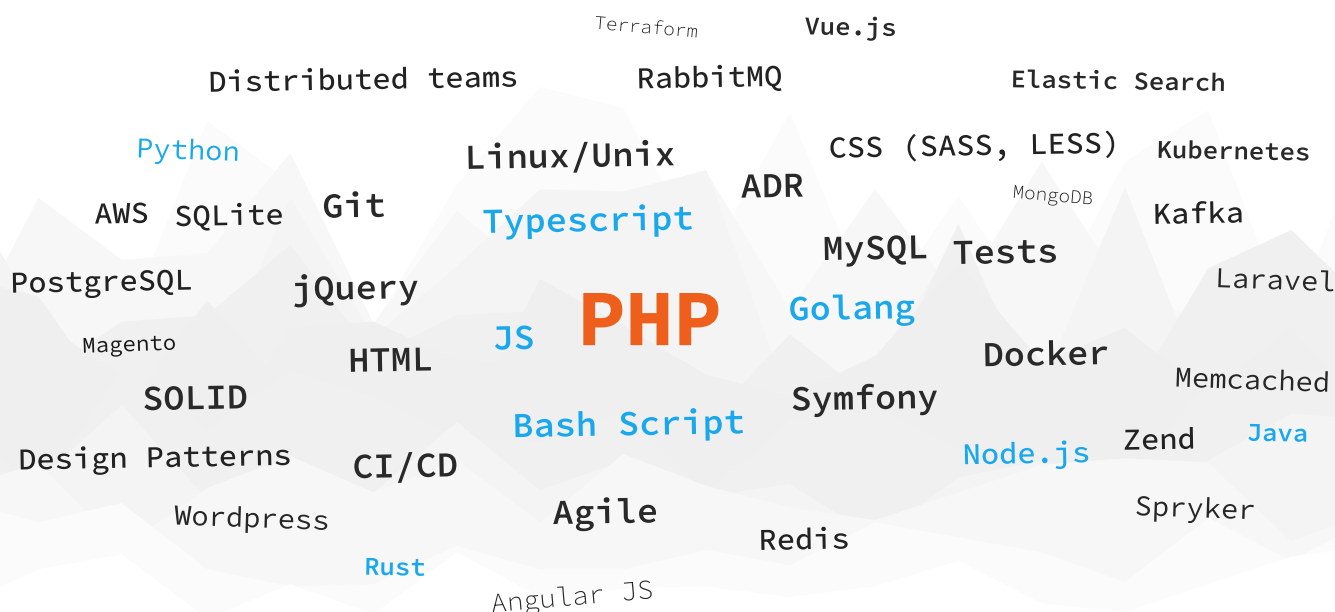 Terraform
Vue.js
Distributed teams
RabbitMQ
Elastic Search
Python
Linux/Unix
CSS (SASS, LESS)
Kubernetes
AWS
SQLite
Git
Typescript
ADR
MongoDB
Kafka
PostgreSQL
jQuery
MySQL
Tests
Laravel
Magento
HTML
JS
PHP
Golang
Docker
SOLID
Symfony
Memcached
Design Patterns
CI/CD
Bash Script
Node.js
Zend
Java
Wordpress
Agile
Redis
Spryker
Rust
Angular JS